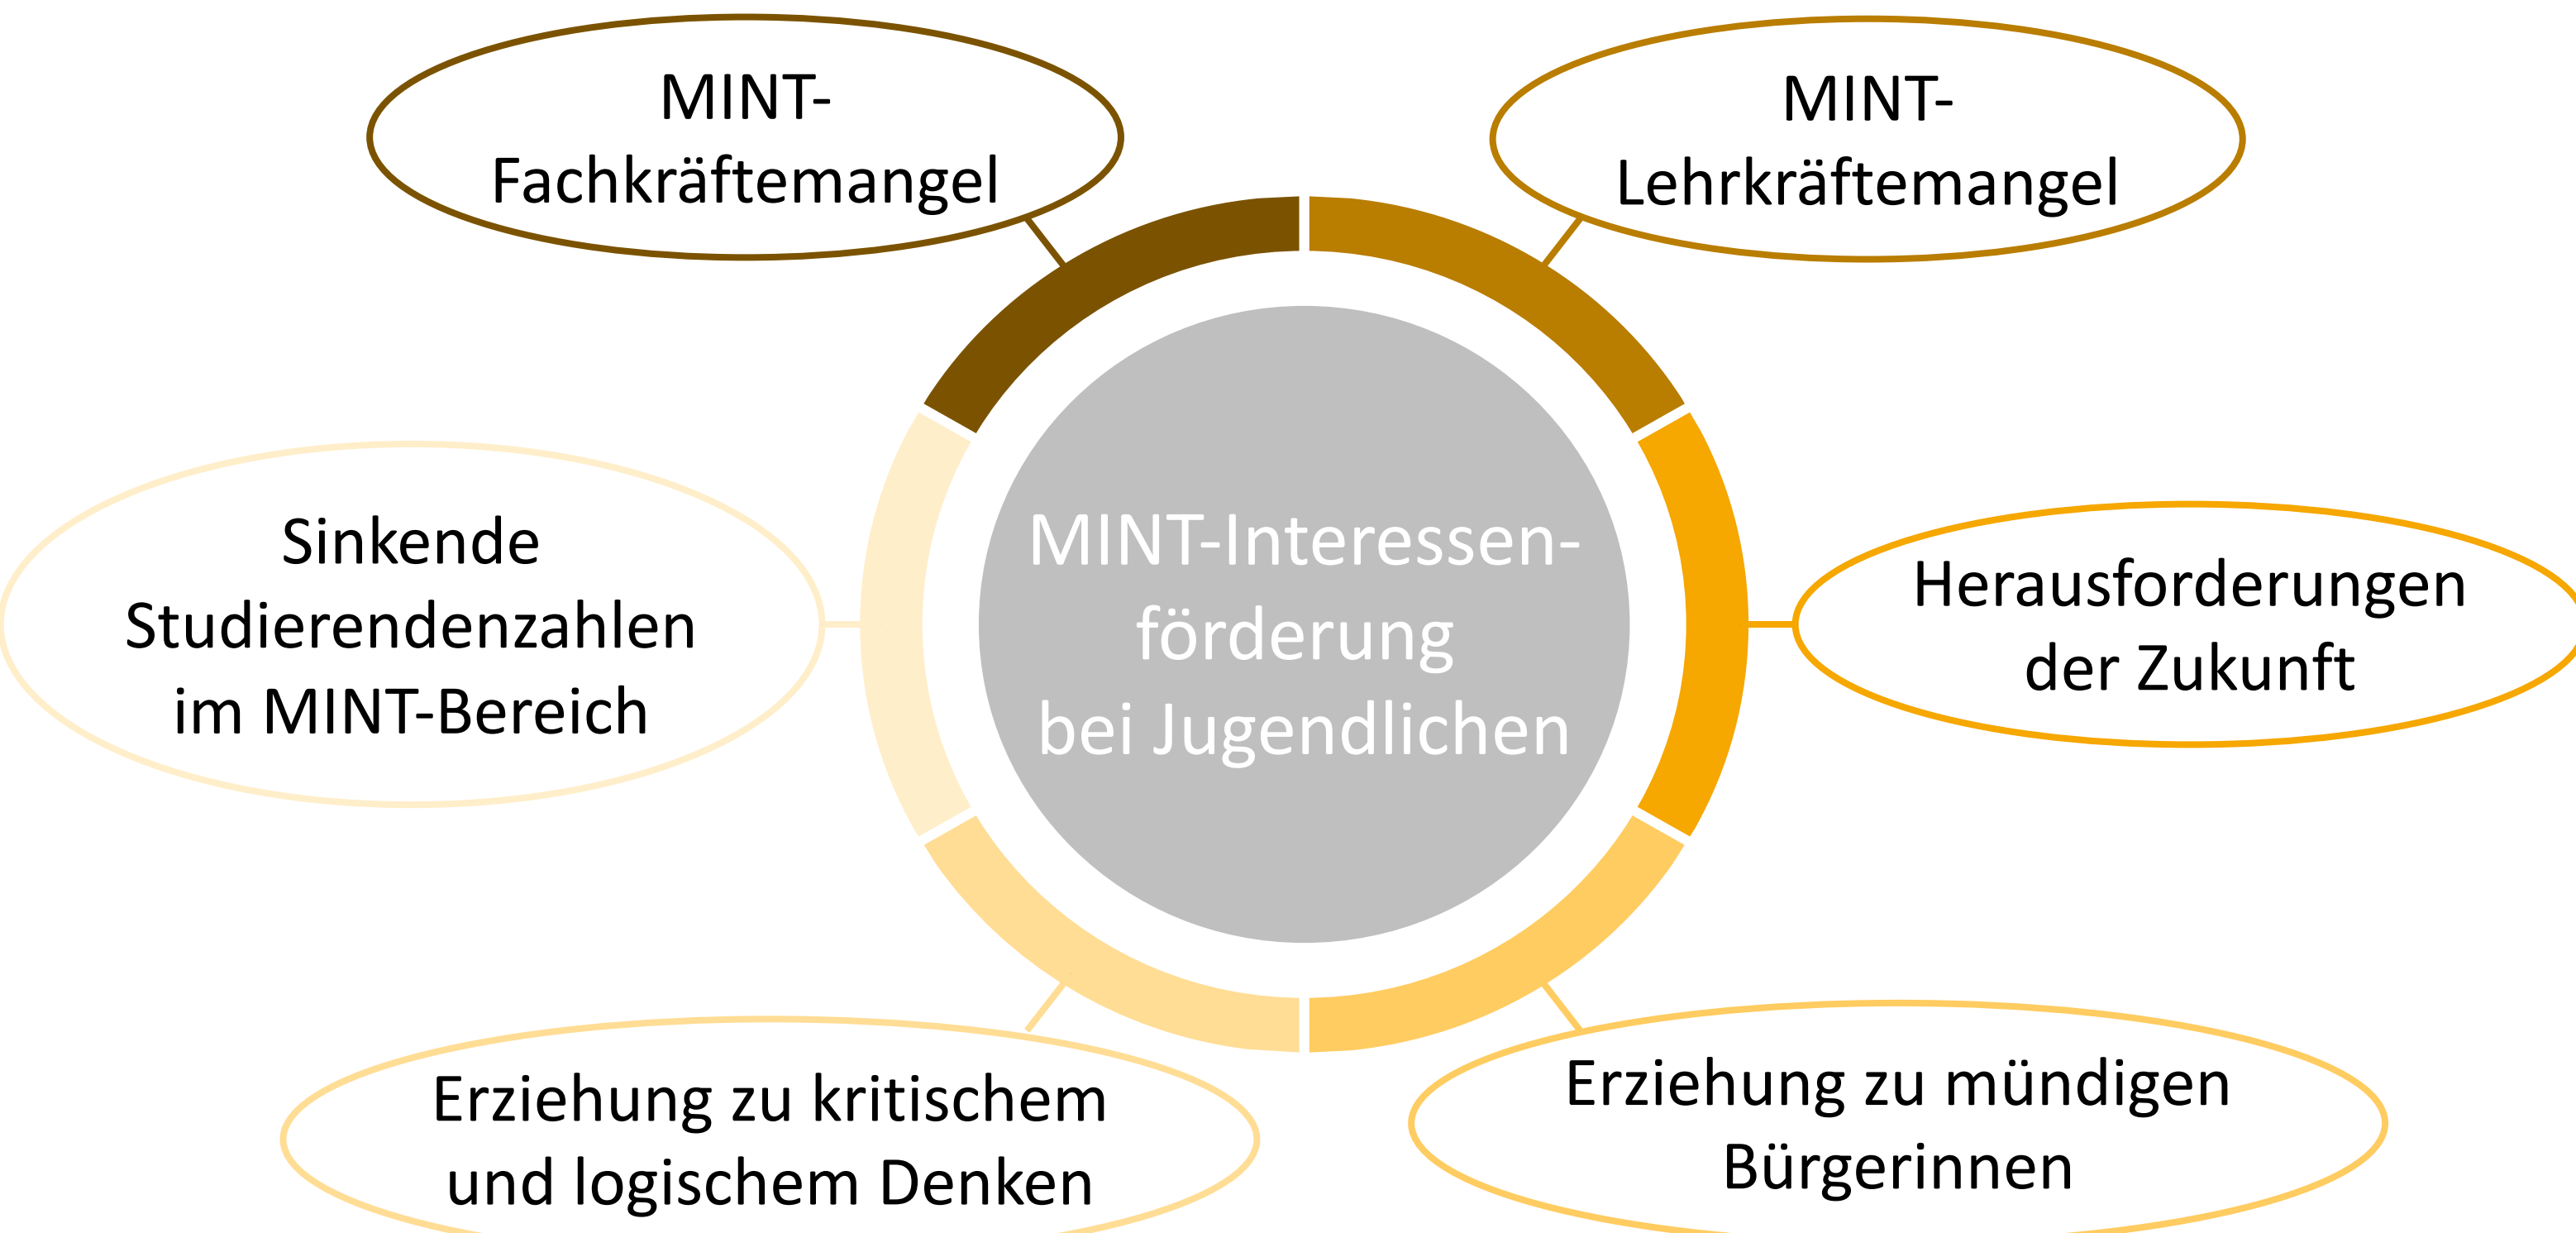 MINT-
Fachkräftemangel
MINT-
Lehrkräftemangel
Sinkende
Studierendenzahlen
im MINT-Bereich
MINT-Interessen-
förderung
bei Jugendlichen
Herausforderungen
der Zukunft
Erziehung zu kritischem
und logischem Denken
Erziehung zu mündigen
Bürgerinnen